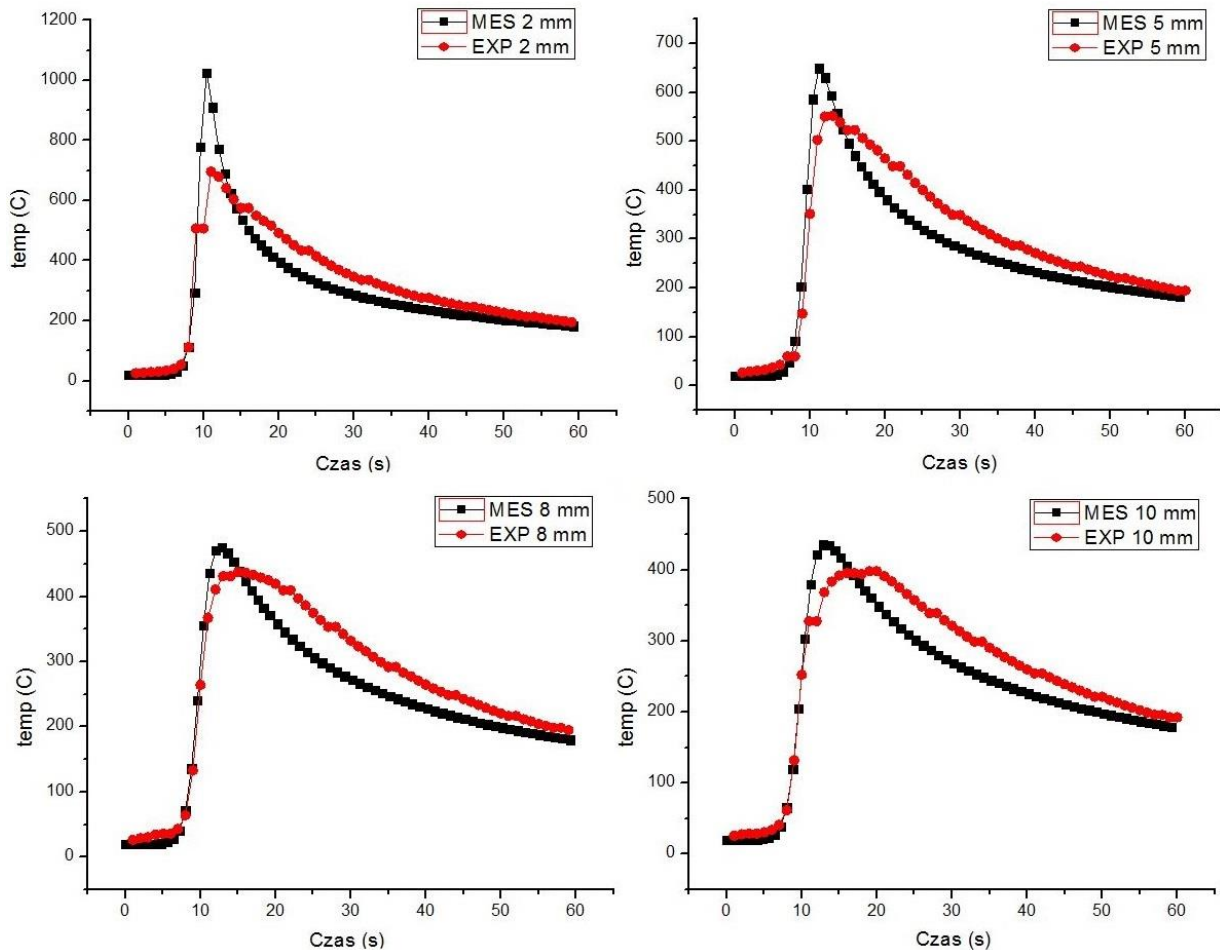 MES 2 mm
EXP 2 mm
1200
1000
800
600
400
200
0
temp (C)
0 10 20 30 40 50 60
Czas (s)
MES 5 mm
EXP 5 mm
700
600
500
400
300
200
100
0
temp (C)
0 10 20 30 40 50 60
Czas (s)
MES 8 mm
EXP 8 mm
500
400
300
200
100
0
temp (C)
0 10 20 30 40 50 60
Czas (s)
MES 10 mm
EXP 10 mm
500
400
300
200
100
0
temp (C)
0 10 20 30 40 50 60
Czas (s)